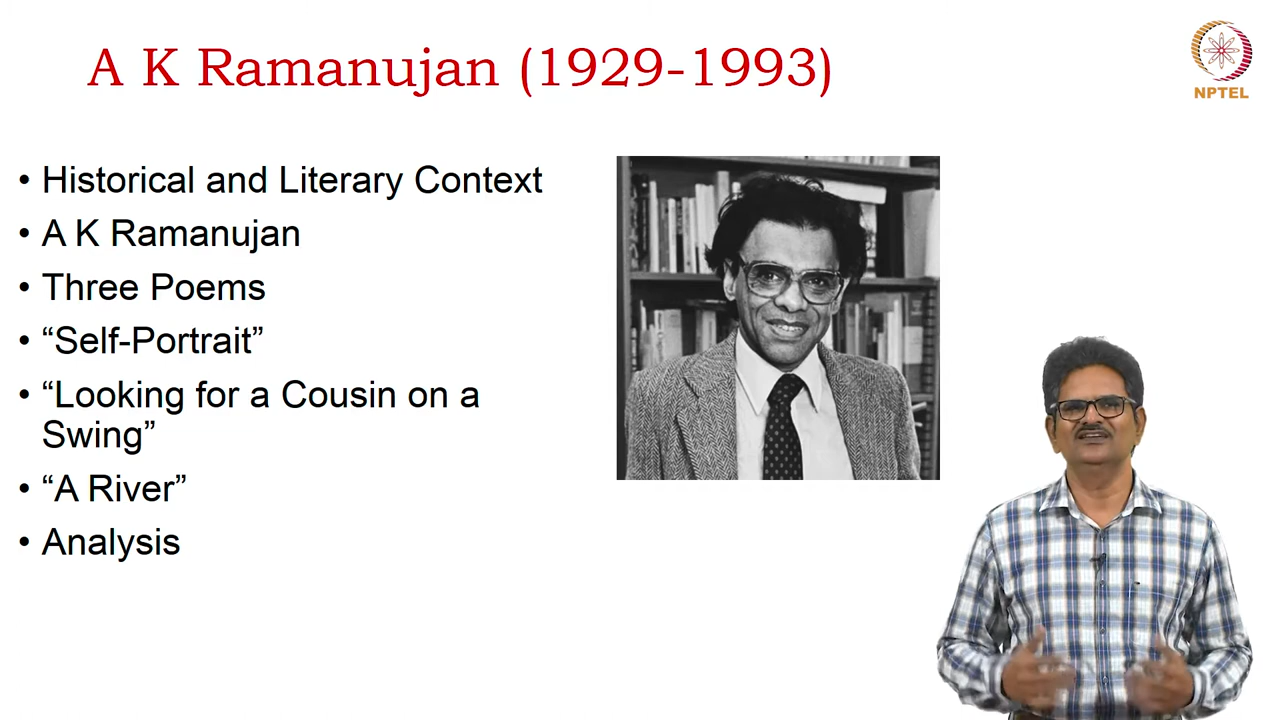 A K Ramanujan (1929-1993)
NPTEL
• Historical and Literary Context
• A K Ramanujan
• Three Poems
• “Self-Portrait”
• “Looking for a Cousin on a
Swing”
• “A River”
• Analysis